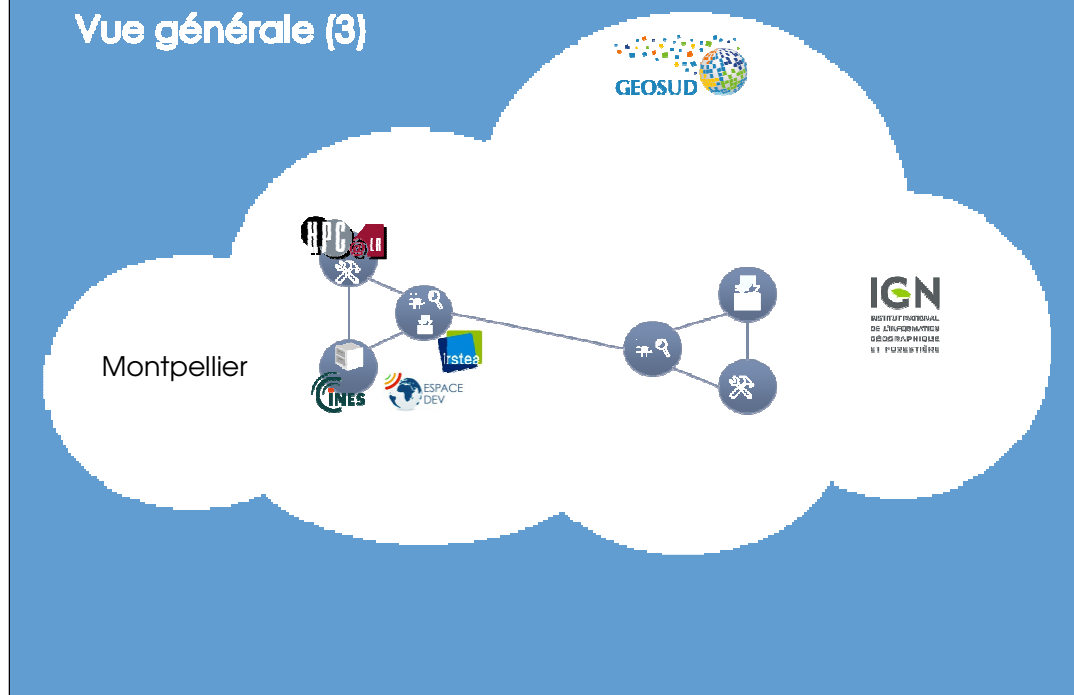 Vue générale (3)
GEOSUD
HPC@LR
Montpellier
Irstea
CINES
ESPACE
DEV
IGN
INSTITUT NATIONAL
DE L'INFORMATION
GÉOGRAPHIQUE
ET FORESTIÈRE